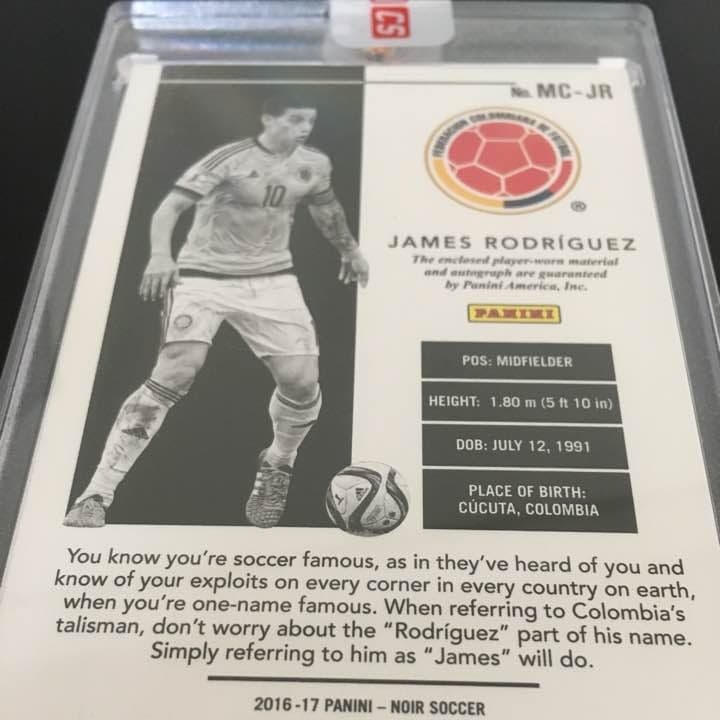 No. MC-JR
FEDERACION COLOMBIANA DE FUTBOL
®
10
JAMES RODRÍGUEZ
The enclosed player-worn material
and autograph are guaranteed
by Panini America, Inc.
PANINI
POS: MIDFIELDER
HEIGHT: 1.80 m (5 ft 10 in)
DOB: JULY 12, 1991
PLACE OF BIRTH:
CÚCUTA, COLOMBIA
You know you're soccer famous, as in they've heard of you and
know of your exploits on every corner in every country on earth,
when you're one-name famous. When referring to Colombia's
talisman, don't worry about the "Rodríguez" part of his name.
Simply referring to him as "James" will do.
2016-17 PANINI – NOIR SOCCER